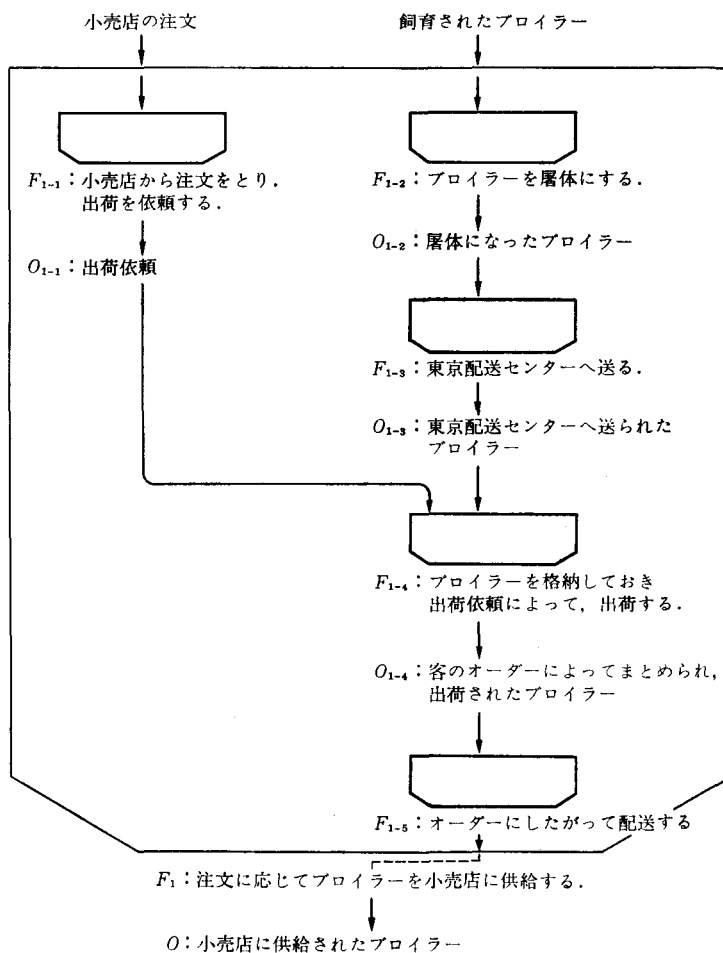 小売店の注文
飼育されたブロイラー
F₁₋₁：小売店から注文をとり．
出荷を依頼する．
F₁₋₂：ブロイラーを屠体にする．
O₁₋₂：屠体になったブロイラー
O₁₋₁：出荷依頼
F₁₋₃：東京配送センターへ送る．
O₁₋₃：東京配送センターへ送られた
ブロイラー
F₁₋₄：ブロイラーを格納しておき
出荷依頼によって，出荷する．
O₁₋₄：客のオーダーによってまとめられ，
出荷されたブロイラー
F₁₋₅：オーダーにしたがって配送する
F₁：注文に応じてブロイラーを小売店に供給する．
O：小売店に供給されたブロイラー